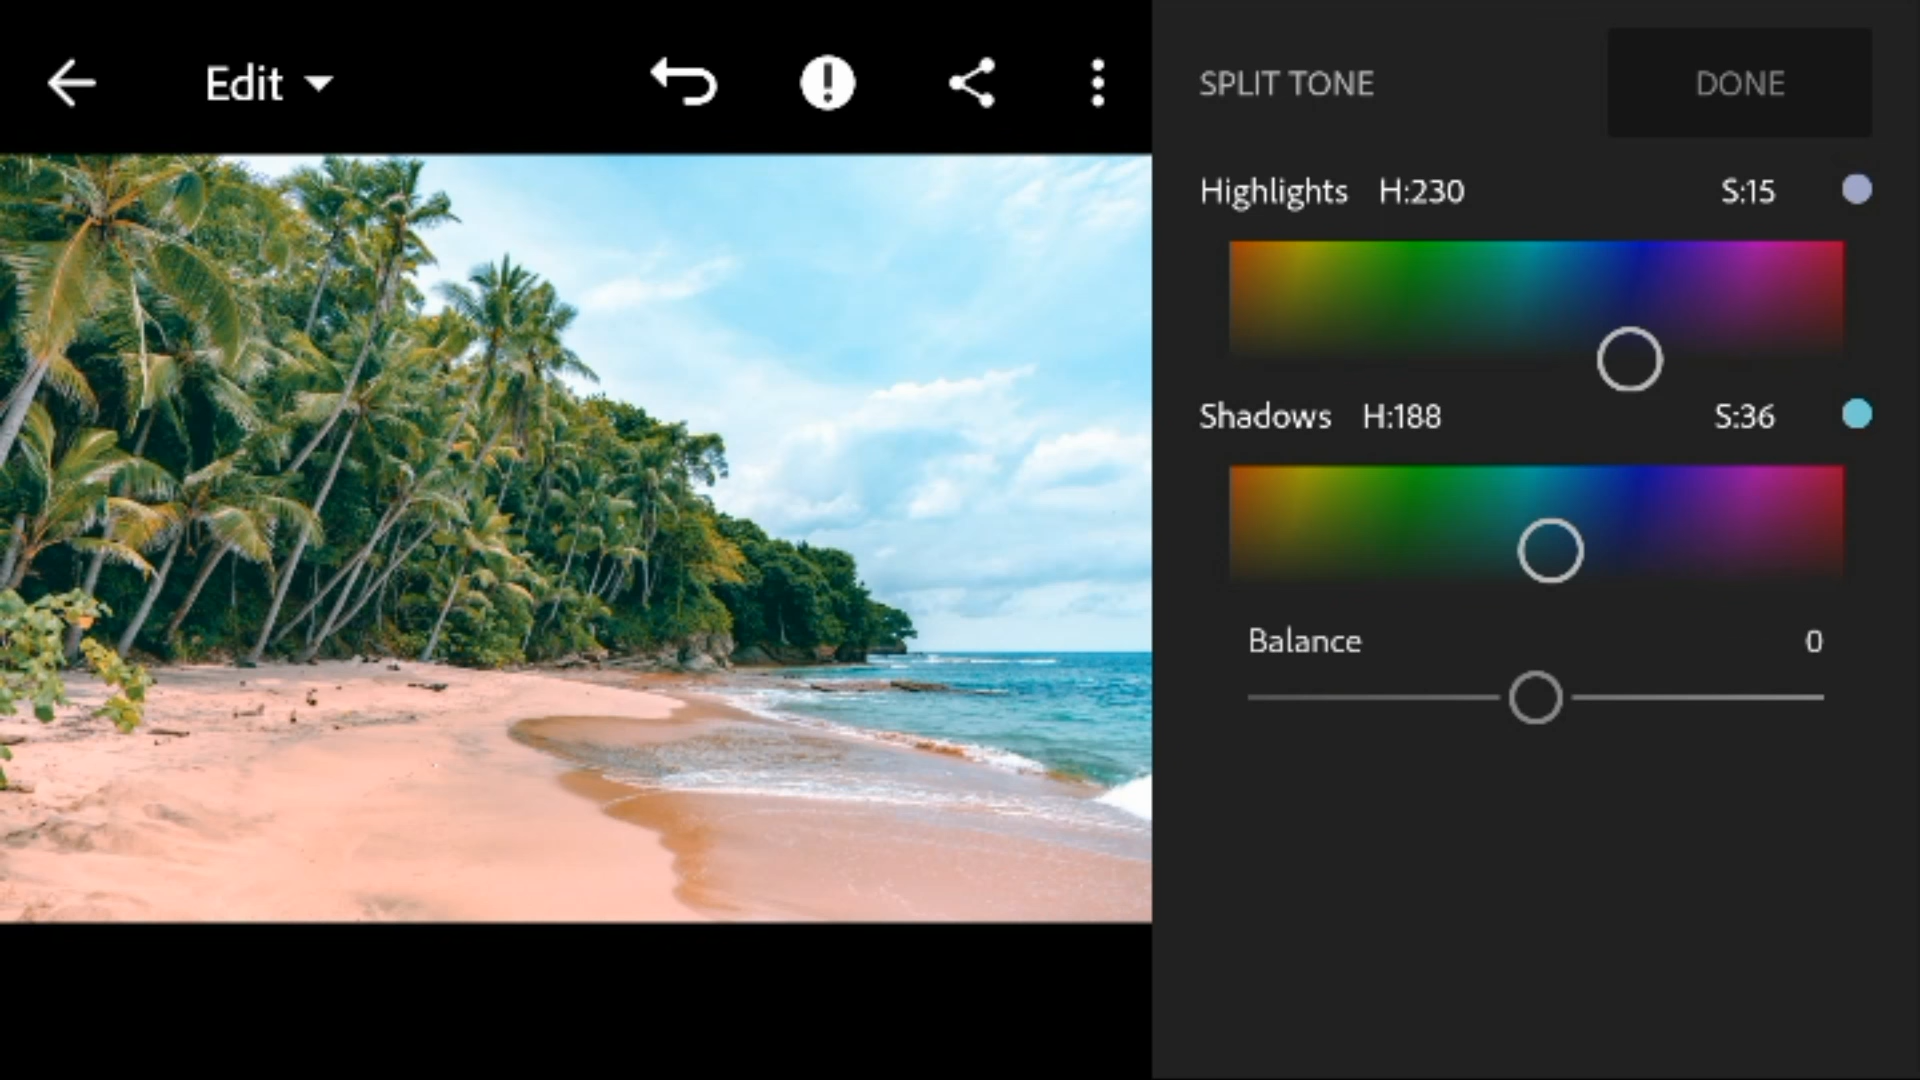 Edit
SPLIT TONE DONE
Highlights H:230 S:15
Shadows H:188 S:36
Balance 0